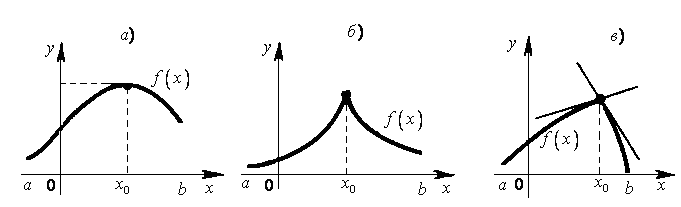 а)
y
f(x)
a 0 x₀ b x
б)
y
f(x)
a 0 x₀ b x
в)
y
f(x)
a 0 x₀ b x